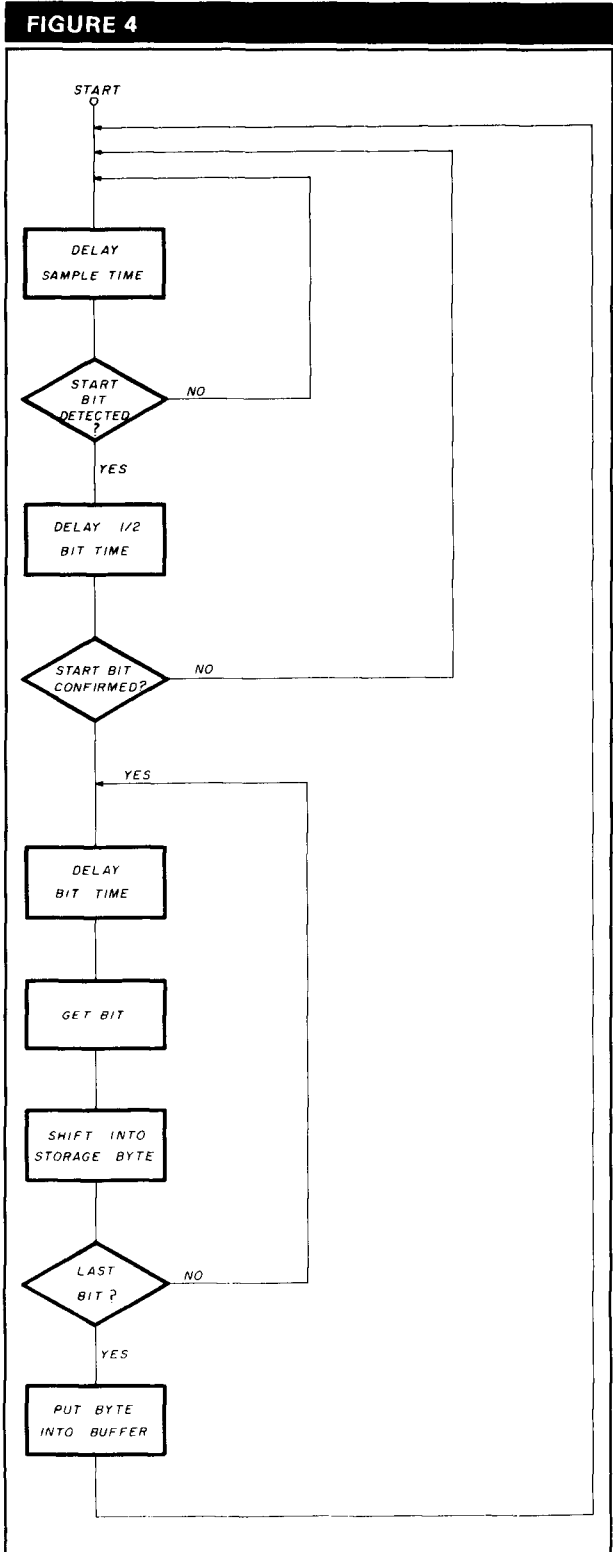 FIGURE 4
START
DELAY
SAMPLE TIME
START
BIT
DETECTED
?
NO
YES
DELAY 1/2
BIT TIME
START BIT
CONFIRMED?
NO
YES
DELAY
BIT TIME
GET BIT
SHIFT INTO
STORAGE BYTE
LAST
BIT ?
NO
YES
PUT BYTE
INTO BUFFER